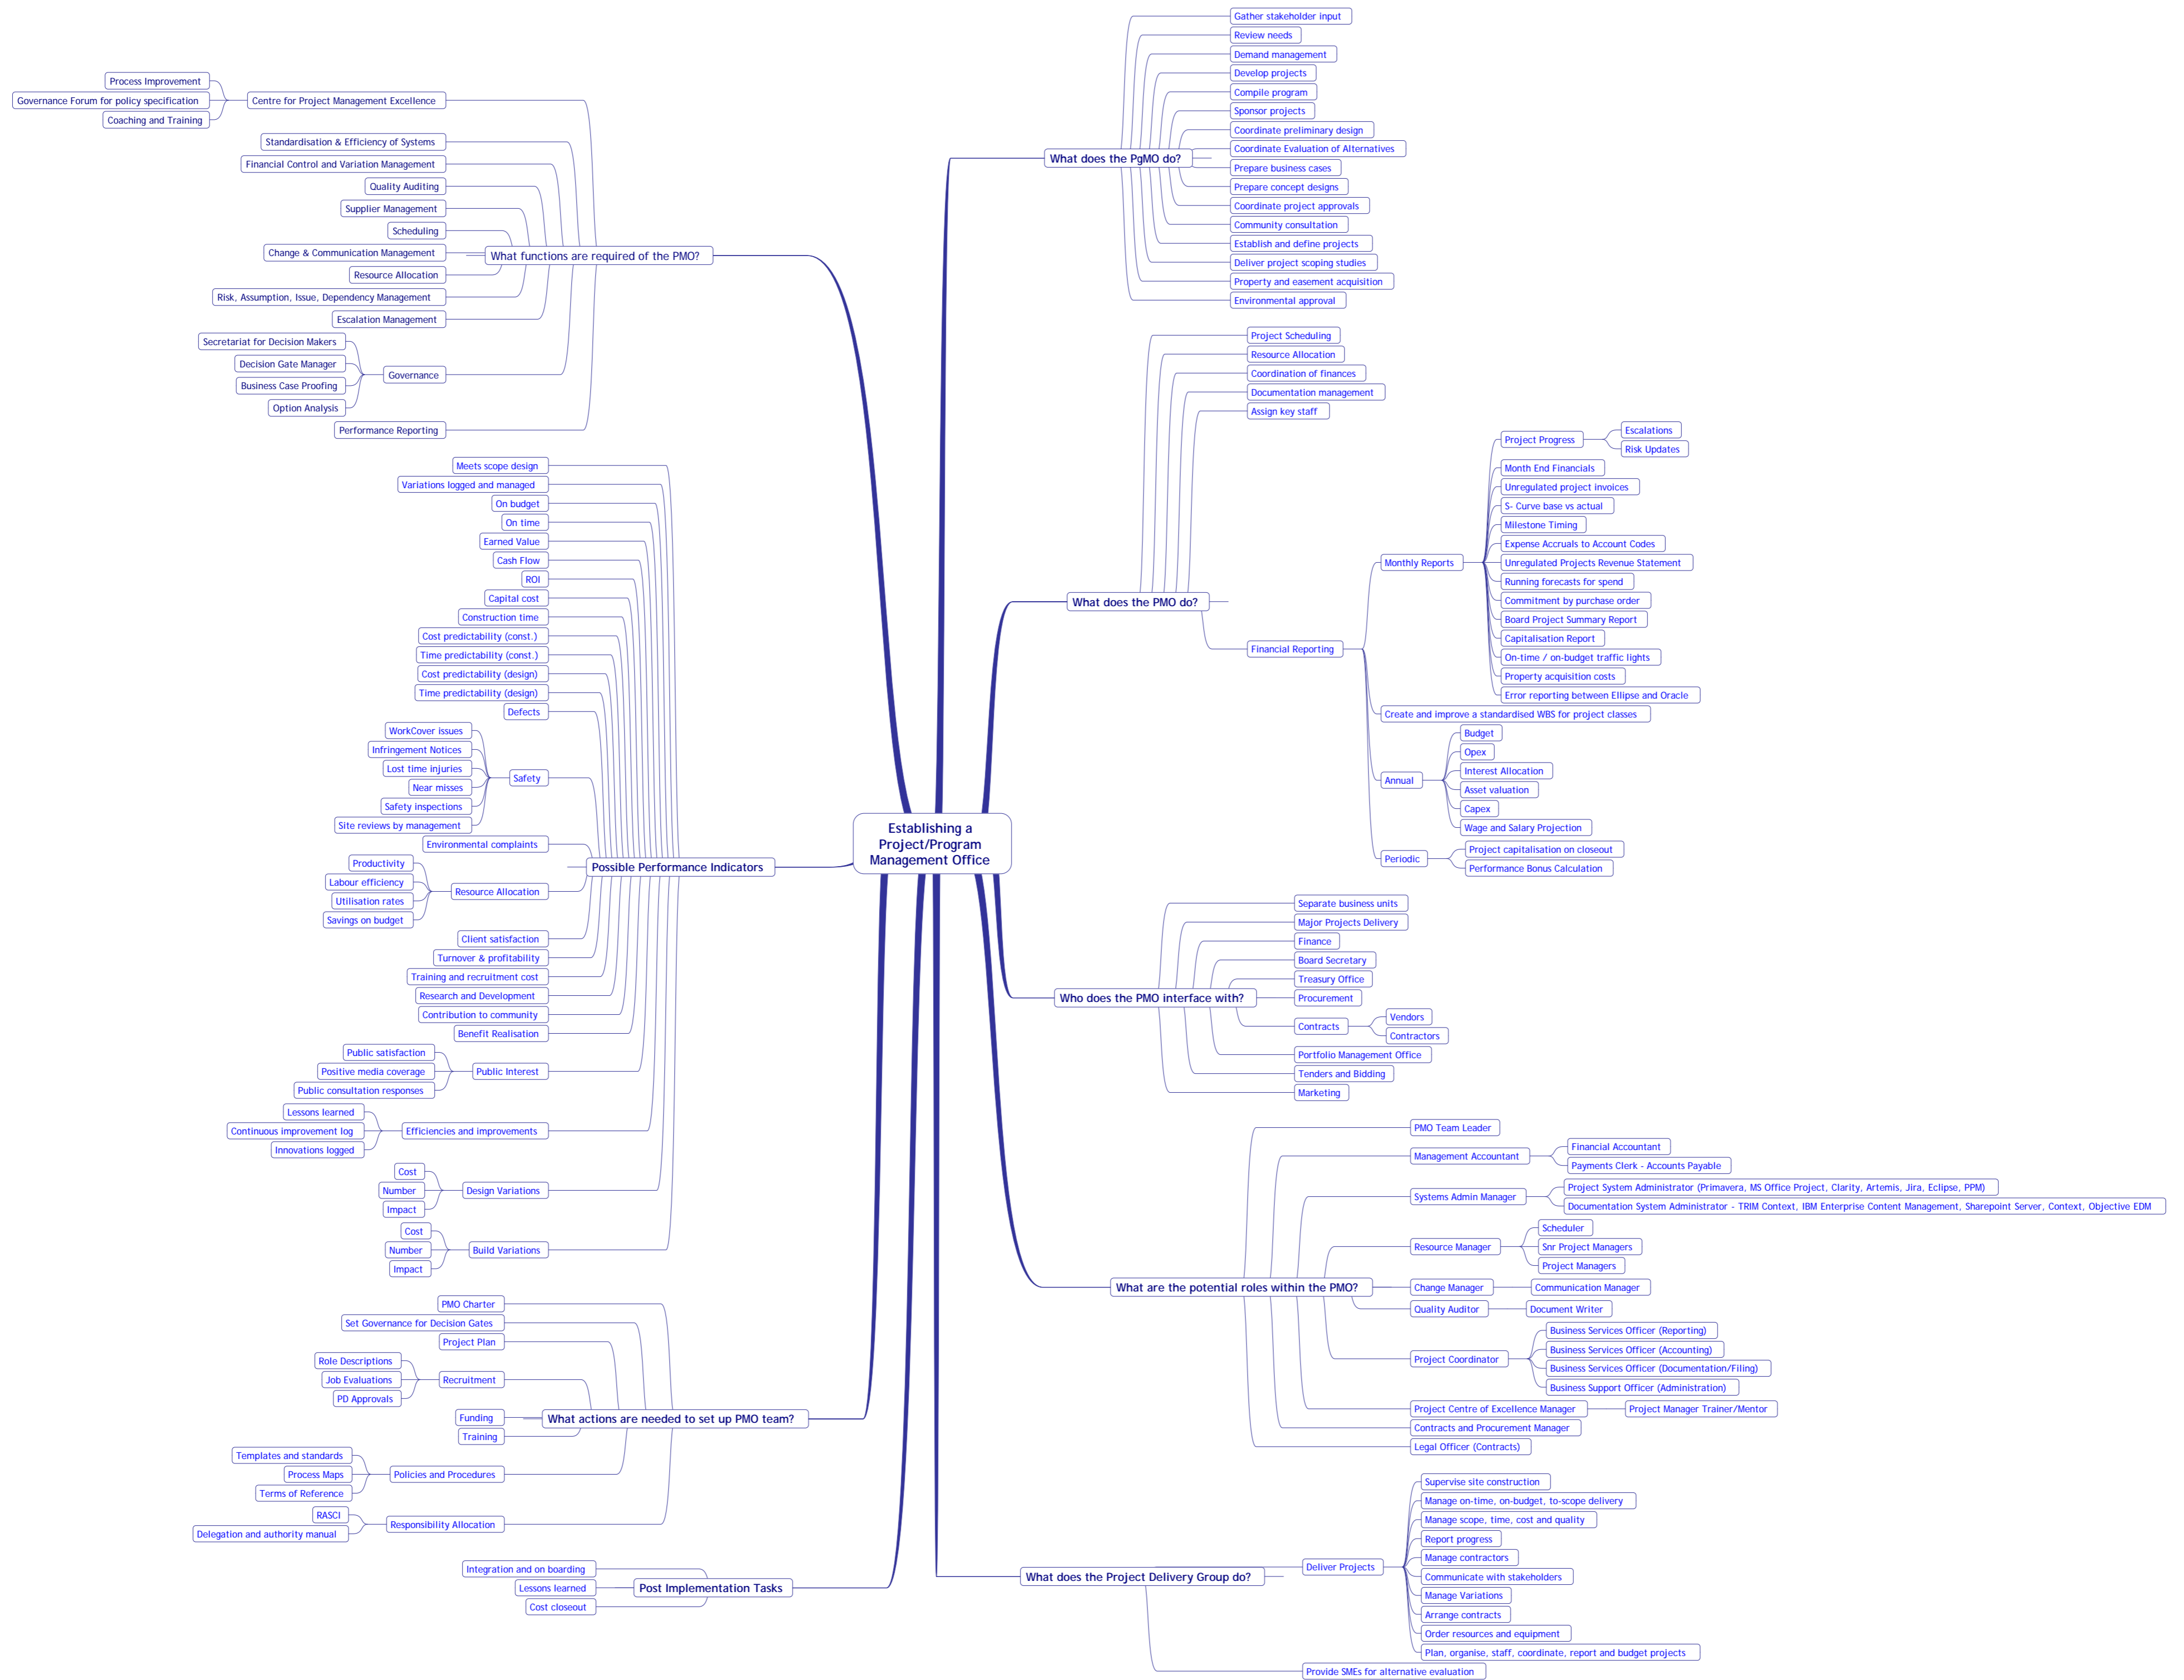 Establishing a
Project/Program
Management Office
What does the PgMO do?
Gather stakeholder input
Review needs
Demand management
Develop projects
Compile program
Sponsor projects
Coordinate preliminary design
Coordinate Evaluation of Alternatives
Prepare business cases
Prepare concept designs
Coordinate project approvals
Community consultation
Establish and define projects
Deliver project scoping studies
Property and easement acquisition
Environmental approval
What does the PMO do?
Project Scheduling
Resource Allocation
Coordination of finances
Documentation management
Assign key staff
Financial Reporting
Monthly Reports
Project Progress
Escalations
Risk Updates
Month End Financials
Unregulated project invoices
S- Curve base vs actual
Milestone Timing
Expense Accruals to Account Codes
Unregulated Projects Revenue Statement
Running forecasts for spend
Commitment by purchase order
Board Project Summary Report
Capitalisation Report
On-time / on-budget traffic lights
Property acquisition costs
Error reporting between Ellipse and Oracle
Create and improve a standardised WBS for project classes
Annual
Budget
Opex
Interest Allocation
Asset valuation
Capex
Wage and Salary Projection
Periodic
Project capitalisation on closeout
Performance Bonus Calculation
Who does the PMO interface with?
Separate business units
Major Projects Delivery
Finance
Board Secretary
Treasury Office
Procurement
Contracts
Vendors
Contractors
Portfolio Management Office
Tenders and Bidding
Marketing
What are the potential roles within the PMO?
PMO Team Leader
Management Accountant
Financial Accountant
Payments Clerk - Accounts Payable
Systems Admin Manager
Project System Administrator (Primavera, MS Office Project, Clarity, Artemis, Jira, Eclipse, PPM)
Documentation System Administrator - TRIM Context, IBM Enterprise Content Management, Sharepoint Server, Context, Objective EDM
Resource Manager
Scheduler
Snr Project Managers
Project Managers
Change Manager
Communication Manager
Quality Auditor
Document Writer
Project Coordinator
Business Services Officer (Reporting)
Business Services Officer (Accounting)
Business Services Officer (Documentation/Filing)
Business Support Officer (Administration)
Project Centre of Excellence Manager
Project Manager Trainer/Mentor
Contracts and Procurement Manager
Legal Officer (Contracts)
What does the Project Delivery Group do?
Deliver Projects
Supervise site construction
Manage on-time, on-budget, to-scope delivery
Manage scope, time, cost and quality
Report progress
Manage contractors
Communicate with stakeholders
Manage Variations
Arrange contracts
Order resources and equipment
Plan, organise, staff, coordinate, report and budget projects
Provide SMEs for alternative evaluation
What functions are required of the PMO?
Centre for Project Management Excellence
Process Improvement
Governance Forum for policy specification
Coaching and Training
Standardisation & Efficiency of Systems
Financial Control and Variation Management
Quality Auditing
Supplier Management
Scheduling
Change & Communication Management
Resource Allocation
Risk, Assumption, Issue, Dependency Management
Escalation Management
Governance
Secretariat for Decision Makers
Decision Gate Manager
Business Case Proofing
Option Analysis
Performance Reporting
Possible Performance Indicators
Meets scope design
Variations logged and managed
On budget
On time
Earned Value
Cash Flow
ROI
Capital cost
Construction time
Cost predictability (const.)
Time predictability (const.)
Cost predictability (design)
Time predictability (design)
Defects
Safety
WorkCover issues
Infringement Notices
Lost time injuries
Near misses
Safety inspections
Site reviews by management
Environmental complaints
Resource Allocation
Productivity
Labour efficiency
Utilisation rates
Savings on budget
Client satisfaction
Turnover & profitability
Training and recruitment cost
Research and Development
Contribution to community
Benefit Realisation
Public Interest
Public satisfaction
Positive media coverage
Public consultation responses
Efficiencies and improvements
Lessons learned
Continuous improvement log
Innovations logged
Design Variations
Cost
Number
Impact
Build Variations
Cost
Number
Impact
What actions are needed to set up PMO team?
PMO Charter
Set Governance for Decision Gates
Project Plan
Recruitment
Role Descriptions
Job Evaluations
PD Approvals
Funding
Training
Policies and Procedures
Templates and standards
Process Maps
Terms of Reference
Responsibility Allocation
RASCI
Delegation and authority manual
Post Implementation Tasks
Integration and on boarding
Lessons learned
Cost closeout